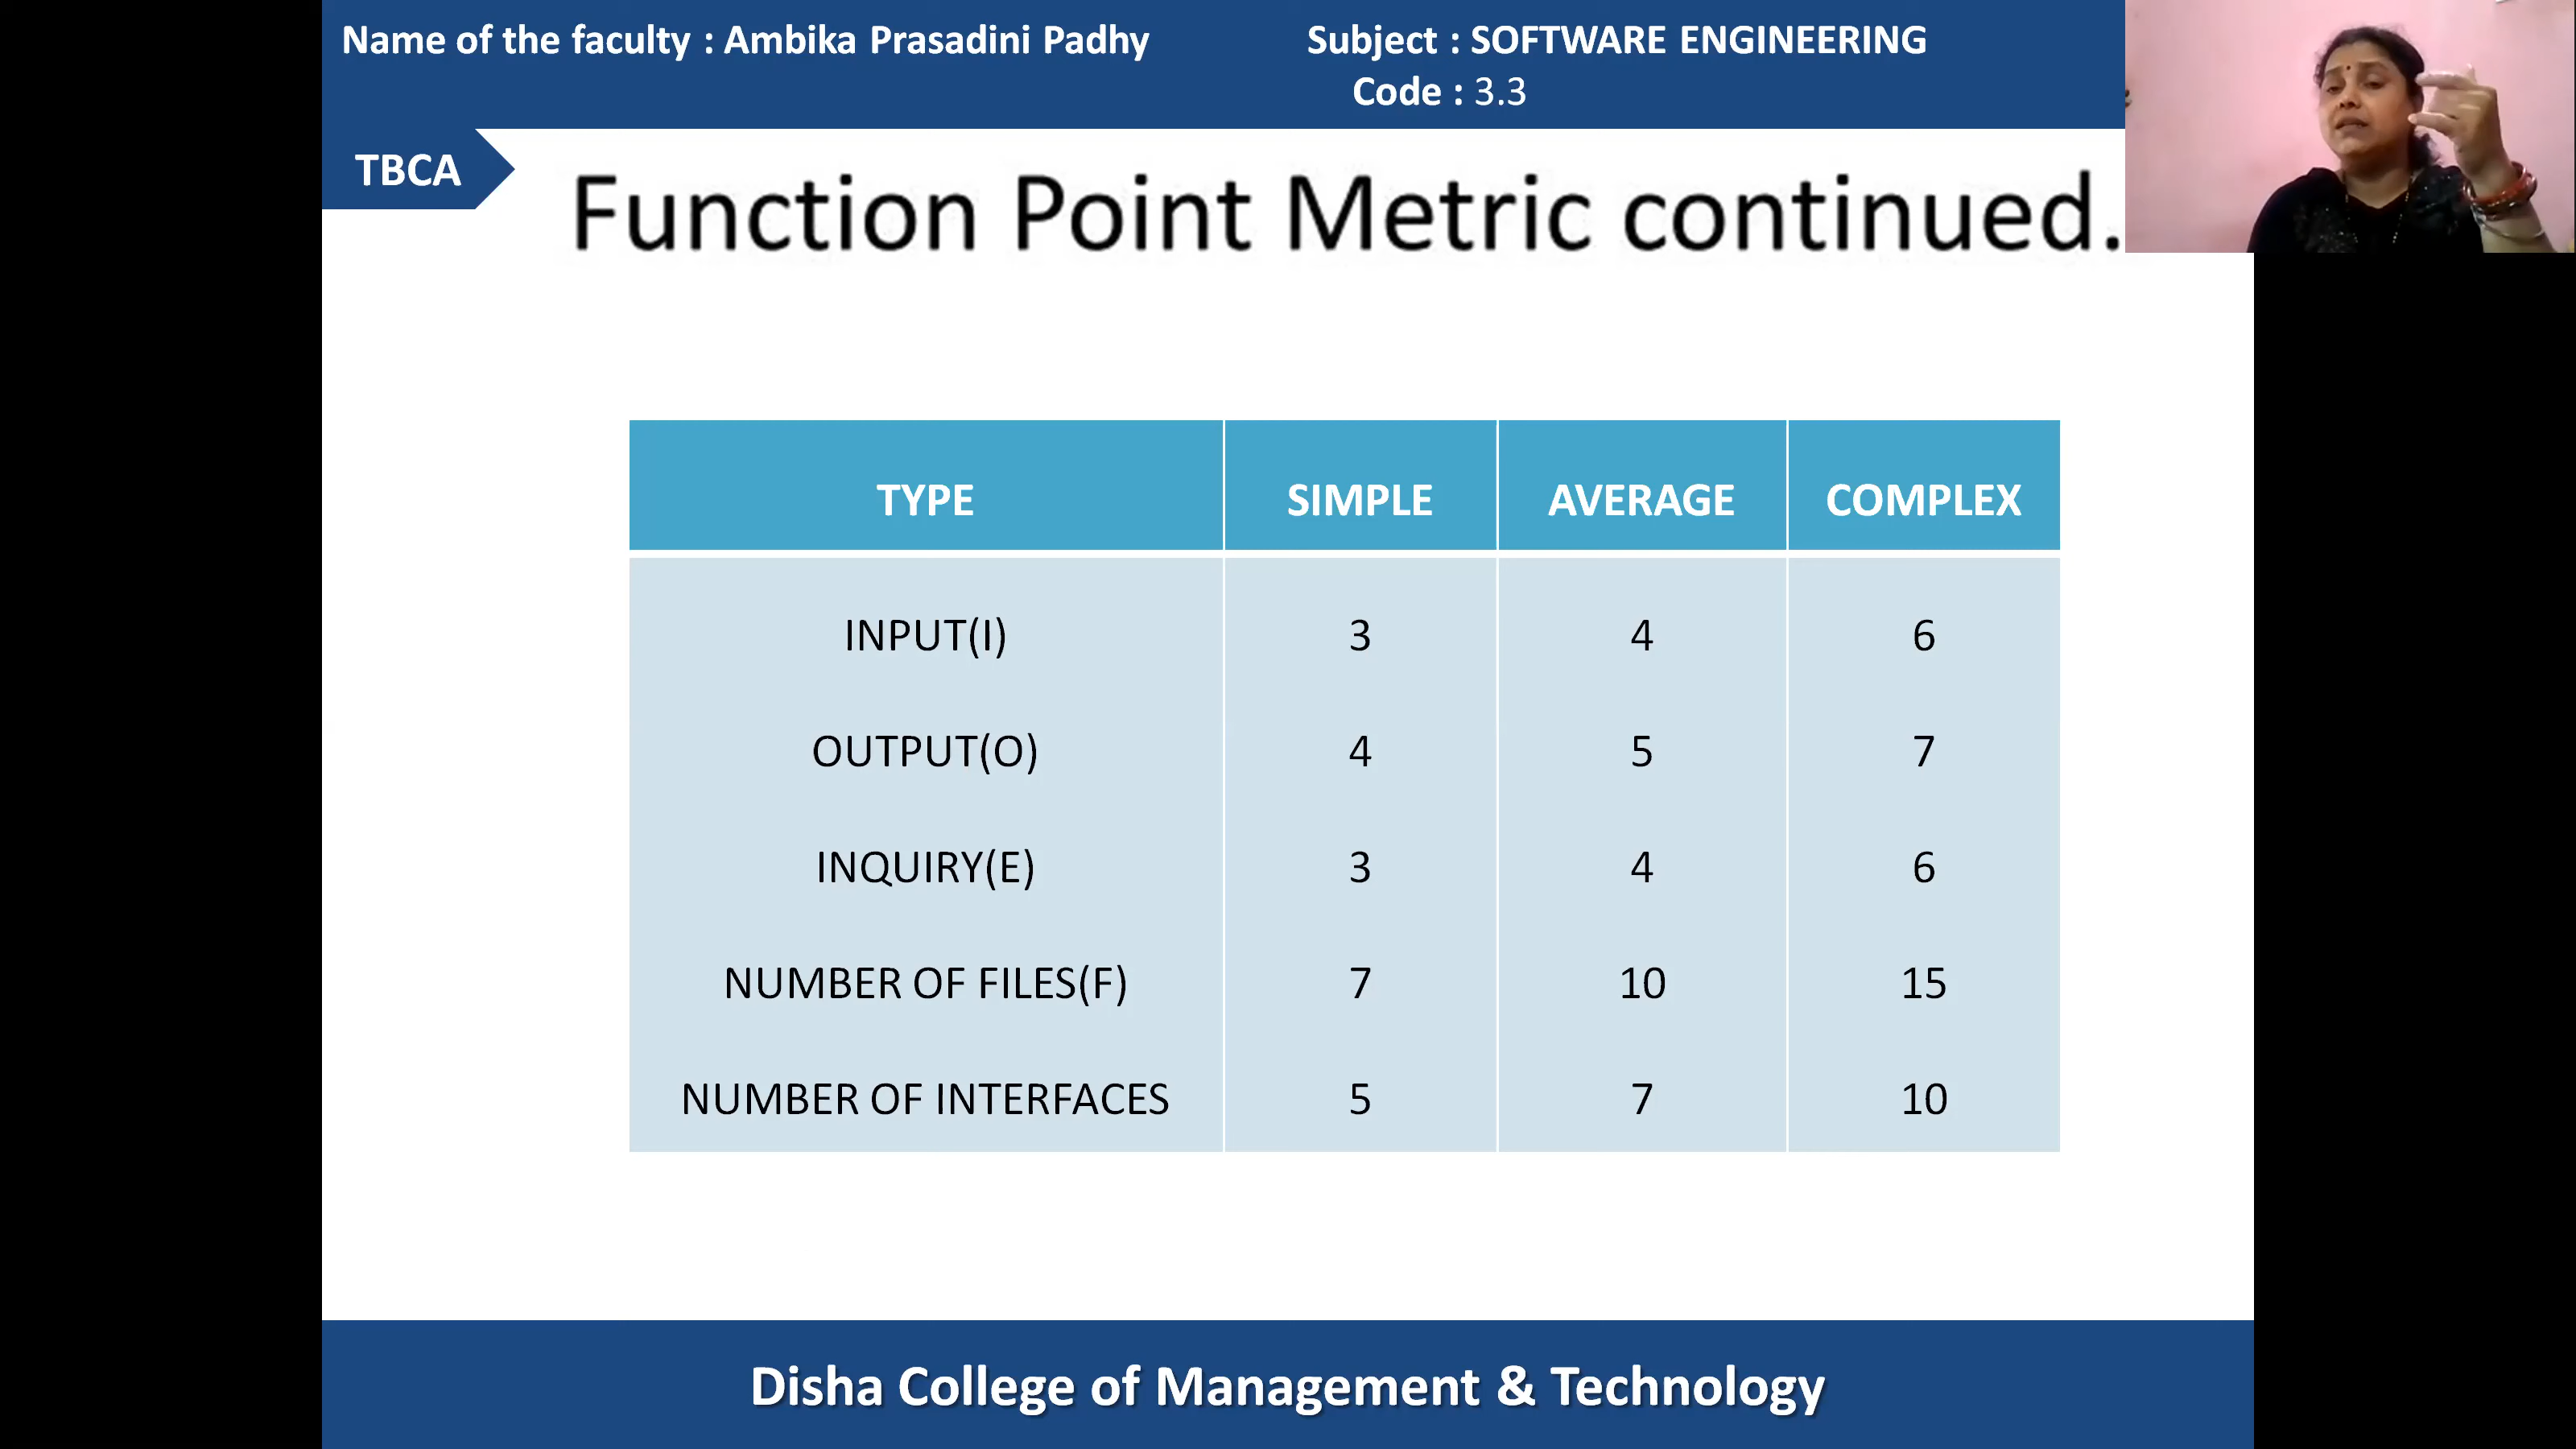 Name of the faculty : Ambika Prasadini Padhy
Subject : SOFTWARE ENGINEERING
Code : 3.3
TBCA
Function Point Metric continued.
TYPE SIMPLE AVERAGE COMPLEX
INPUT(I) 3 4 6
OUTPUT(O) 4 5 7
INQUIRY(E) 3 4 6
NUMBER OF FILES(F) 7 10 15
NUMBER OF INTERFACES 5 7 10
Disha College of Management & Technology